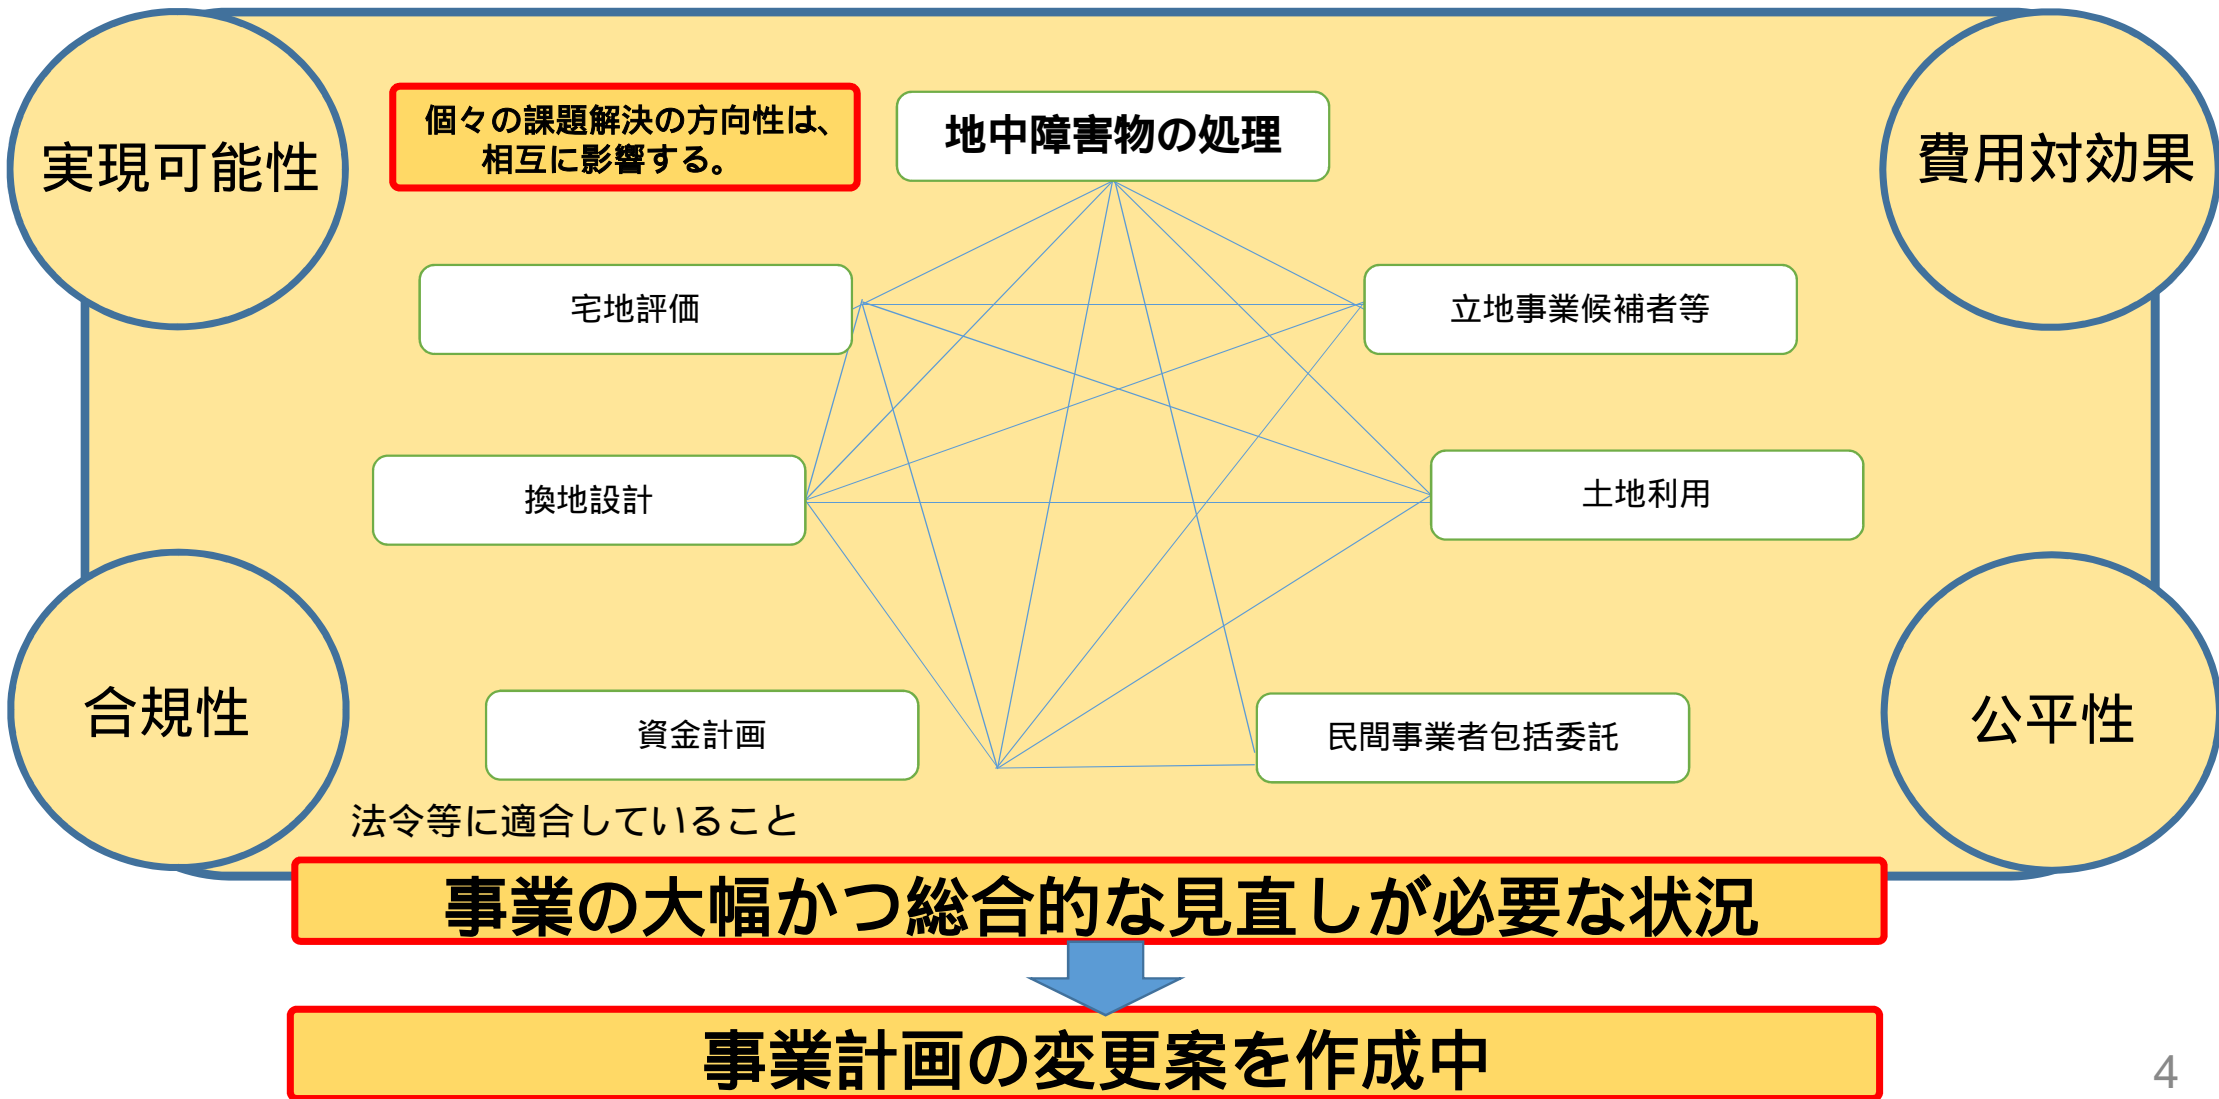 実現可能性
個々の課題解決の方向性は、
相互に影響する。
地中障害物の処理
費用対効果
宅地評価
立地事業候補者等
換地設計
土地利用
合規性
資金計画
民間事業者包括委託
公平性
法令等に適合していること
事業の大幅かつ総合的な見直しが必要な状況
事業計画の変更案を作成中
4